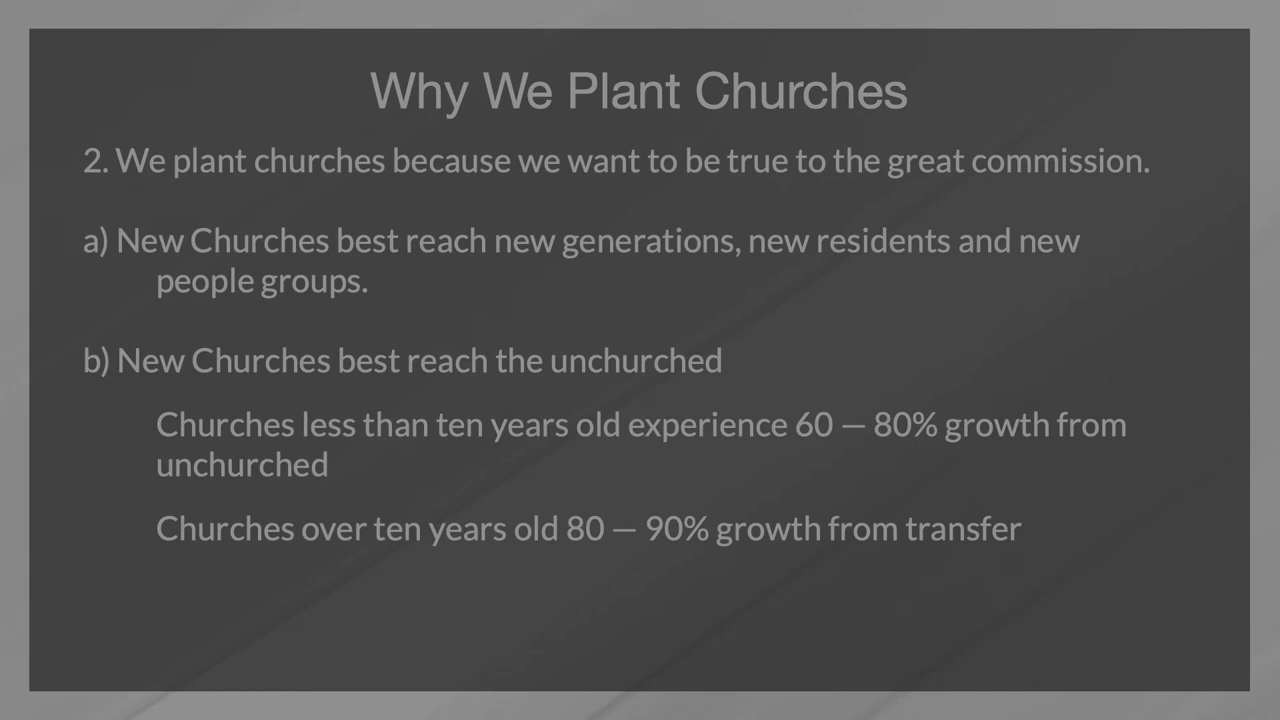 Why We Plant Churches
2. We plant churches because we want to be true to the great commission.
a) New Churches best reach new generations, new residents and new
people groups.
b) New Churches best reach the unchurched
Churches less than ten years old experience 60 — 80% growth from
unchurched
Churches over ten years old 80 — 90% growth from transfer